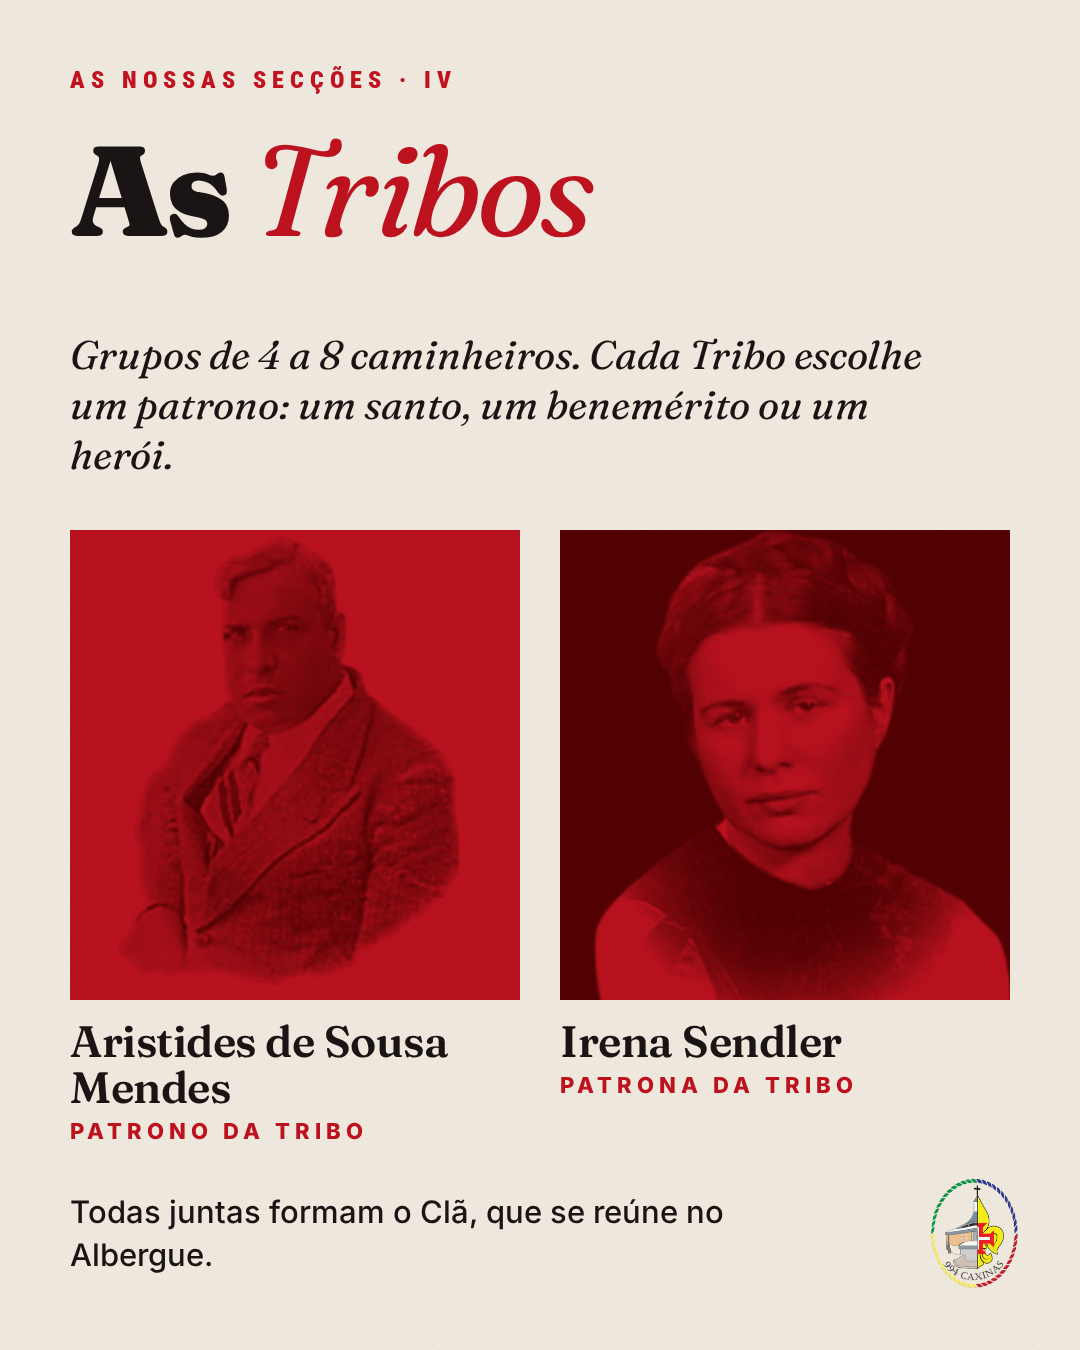 AS NOSSAS SECÇÕES · IV
As Tribos
Grupos de 4 a 8 caminheiros. Cada Tribo escolhe
um patrono: um santo, um benemérito ou um
herói.
Aristides de Sousa
Mendes
PATRONO DA TRIBO
Irena Sendler
PATRONA DA TRIBO
Todas juntas formam o Clã, que se reúne no
Albergue.
994 CAXINAS